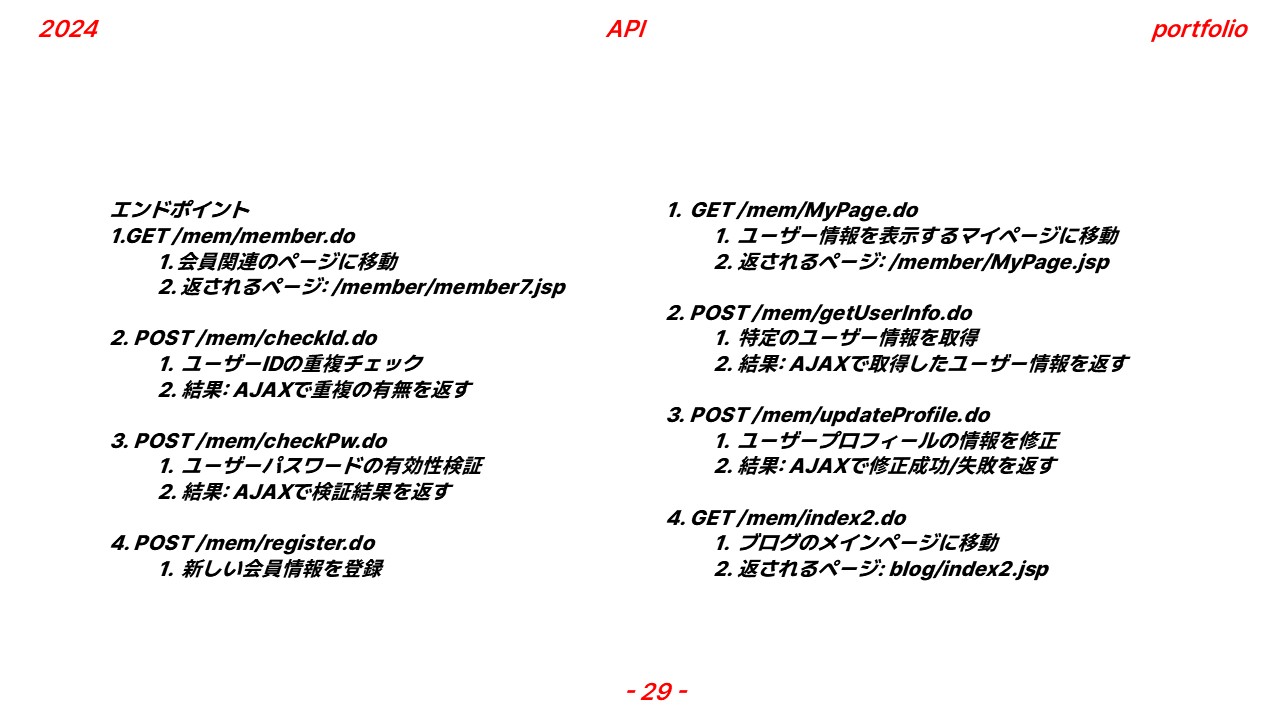 2024
API
portfolio
エンドポイント
1.GET /mem/member.do
1. 会員関連のページに移動
2. 返されるページ: /member/member7.jsp
2. POST /mem/checkId.do
1. ユーザーIDの重複チェック
2. 結果: AJAXで重複の有無を返す
3. POST /mem/checkPw.do
1. ユーザーパスワードの有効性検証
2. 結果: AJAXで検証結果を返す
4. POST /mem/register.do
1. 新しい会員情報を登録
1. GET /mem/MyPage.do
1. ユーザー情報を表示するマイページに移動
2. 返されるページ: /member/MyPage.jsp
2. POST /mem/getUserInfo.do
1. 特定のユーザー情報を取得
2. 結果: AJAXで取得したユーザー情報を返す
3. POST /mem/updateProfile.do
1. ユーザープロフィールの情報を修正
2. 結果: AJAXで修正成功/失敗を返す
4. GET /mem/index2.do
1. ブログのメインページに移動
2. 返されるページ: blog/index2.jsp
- 29 -